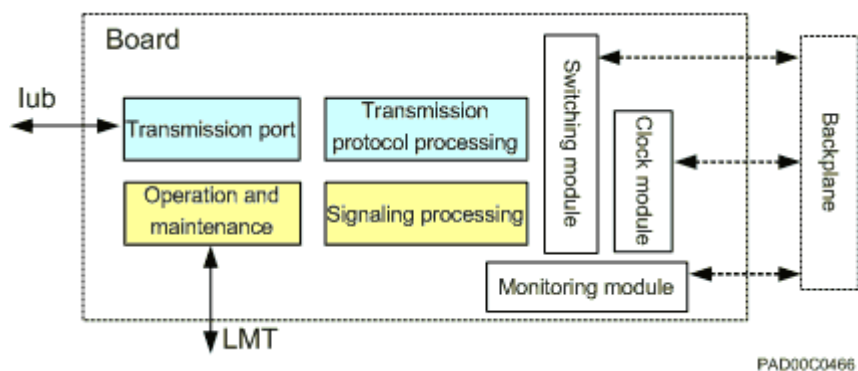 Board
Iub
Transmission port
Transmission
protocol processing
Operation and
maintenance
Signaling processing
Switching module
Clock module
Monitoring module
Backplane
LMT
PAD00C0466